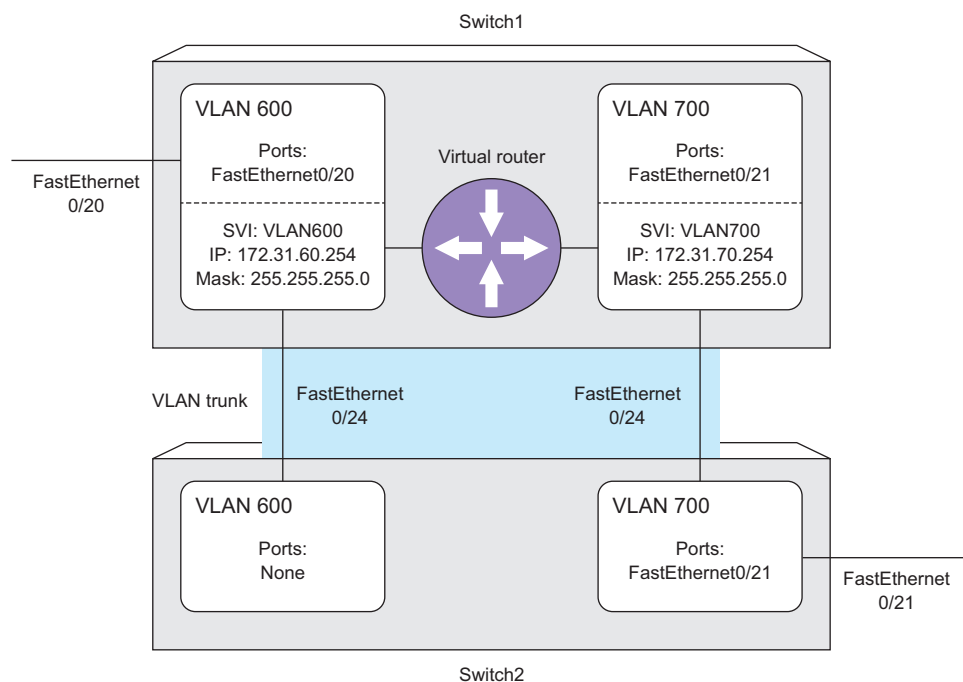 Switch1
VLAN 600
Ports:
FastEthernet0/20
SVI: VLAN600
IP: 172.31.60.254
Mask: 255.255.255.0
FastEthernet
0/20
Virtual router
VLAN 700
Ports:
FastEthernet0/21
SVI: VLAN700
IP: 172.31.70.254
Mask: 255.255.255.0
VLAN trunk
FastEthernet
0/24
FastEthernet
0/24
VLAN 600
Ports:
None
VLAN 700
Ports:
FastEthernet0/21
FastEthernet
0/21
Switch2